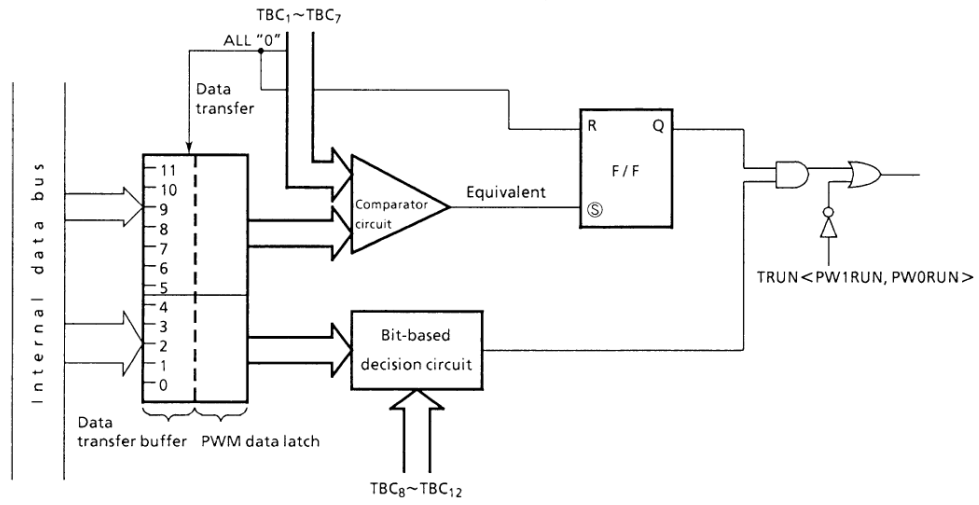 TBC₁~TBC₇
ALL “0”
Data
transfer
Internal data bus
11
10
9
8
7
6
5
4
3
2
1
0
Comparator
circuit
Equivalent
R Q
F/F
Ⓢ
TRUN<PW1RUN, PW0RUN>
Bit-based
decision circuit
Data
transfer buffer PWM data latch
TBC₈~TBC₁₂